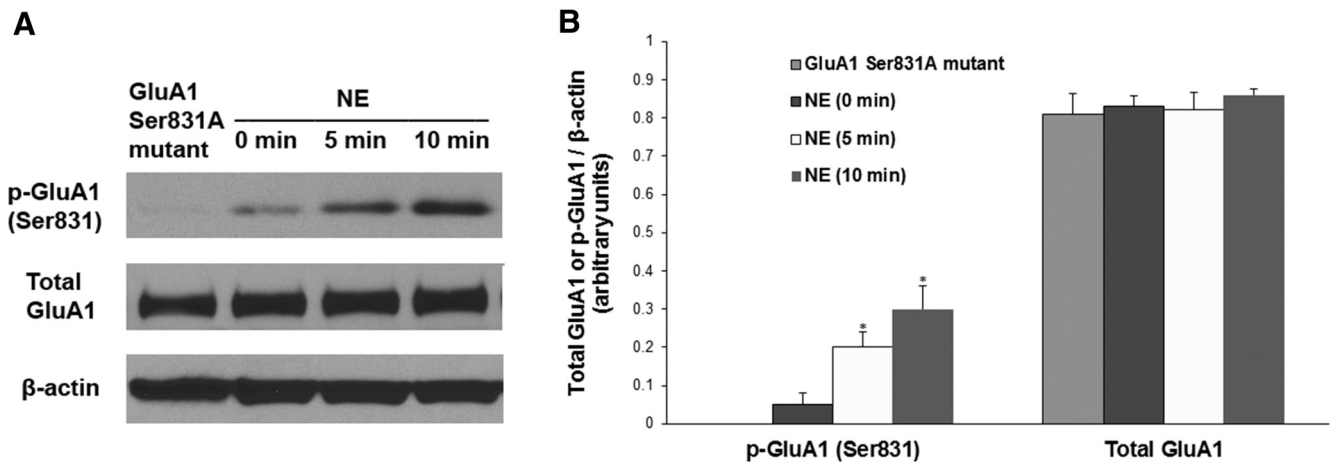 A
GluA1
Ser831A
mutant
NE
0 min 5 min 10 min
p-GluA1
(Ser831)
Total
GluA1
β-actin
B
Total GluA1 or p-GluA1 / β-actin
(arbitraryunits)
1
0.9
0.8
0.7
0.6
0.5
0.4
0.3
0.2
0.1
0
GluA1 Ser831A mutant
NE (0 min)
NE (5 min)
NE (10 min)
*
*
p-GluA1 (Ser831) Total GluA1